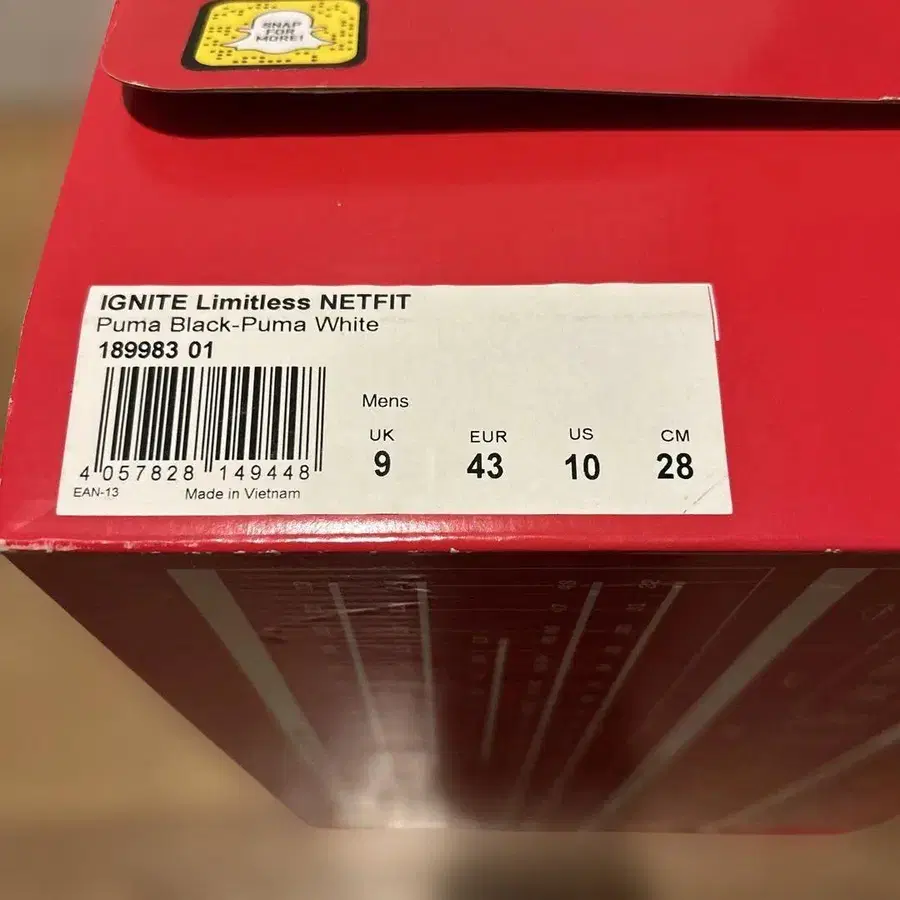 SNAP
FOR
MORE!
IGNITE Limitless NETFIT
Puma Black-Puma White
189983 01
4 057828 149448
EAN-13 Made in Vietnam
Mens
UK EUR US CM
9 43 10 28